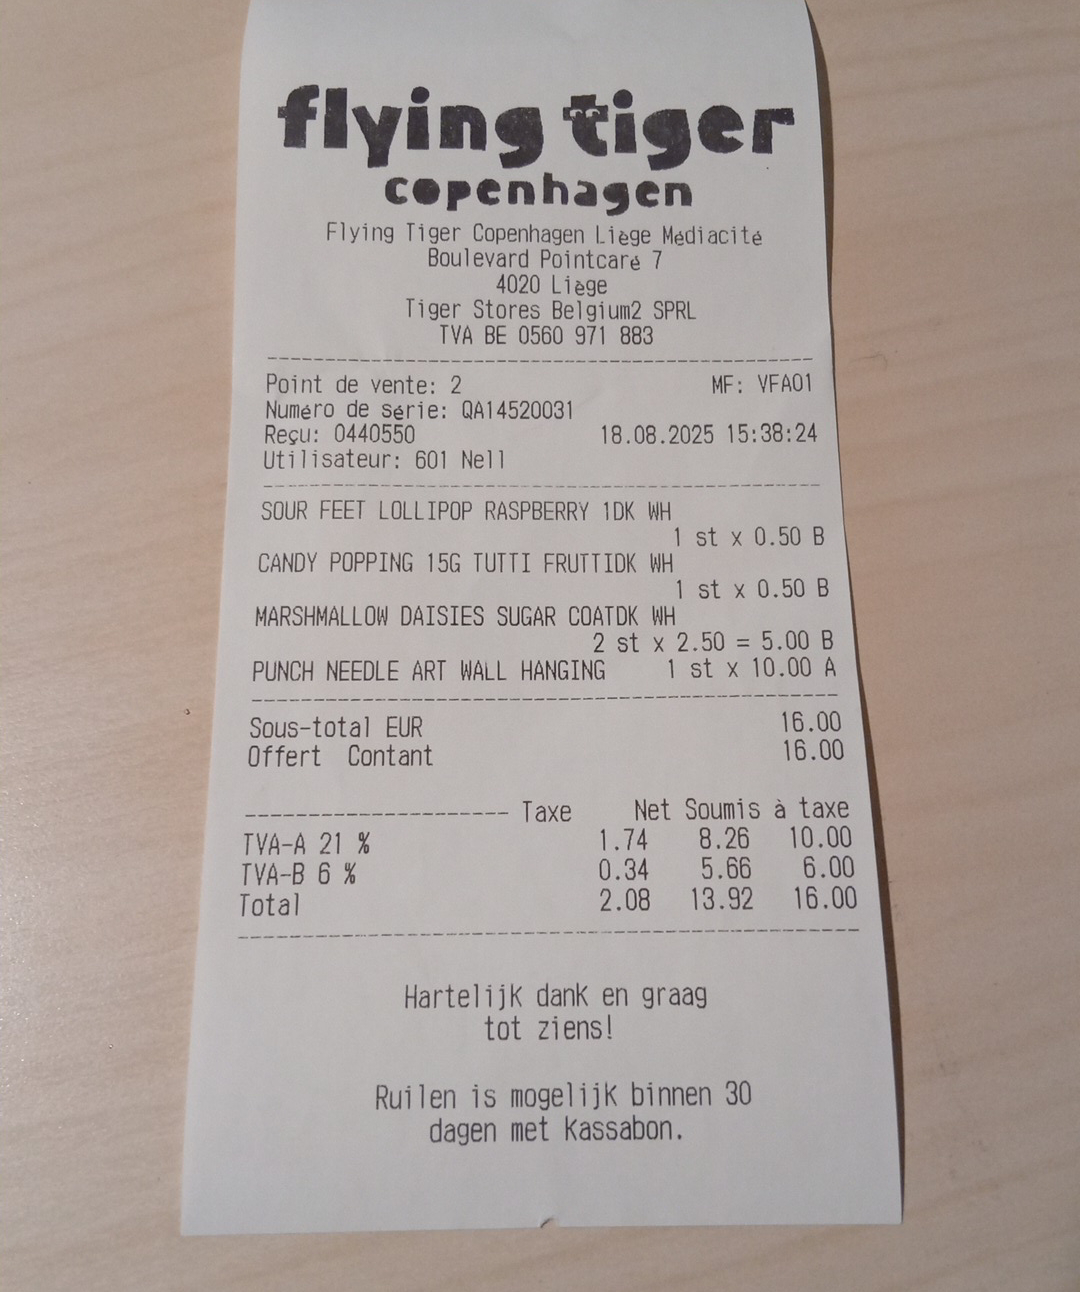 flying tiger
copenhagen
Flying Tiger Copenhagen Liège Médiacité
Boulevard Pointcaré 7
4020 Liège
Tiger Stores Belgium2 SPRL
TVA BE 0560 971 883
Point de vente: 2 MF: VFA01
Numéro de série: QA14520031
Reçu: 0440550 18.08.2025 15:38:24
Utilisateur: 601 Nell
SOUR FEET LOLLIPOP RASPBERRY 1DK WH
1 st x 0.50 B
CANDY POPPING 15G TUTTI FRUTTIDK WH
1 st x 0.50 B
MARSHMALLOW DAISIES SUGAR COATDK WH
2 st x 2.50 = 5.00 B
PUNCH NEEDLE ART WALL HANGING 1 st x 10.00 A
Sous-total EUR 16.00
Offert Contant 16.00
--------------------- Taxe Net Soumis à taxe
TVA-A 21 % 1.74 8.26 10.00
TVA-B 6 % 0.34 5.66 6.00
Total 2.08 13.92 16.00
Hartelijk dank en graag
tot ziens!
Ruilen is mogelijk binnen 30
dagen met kassabon.